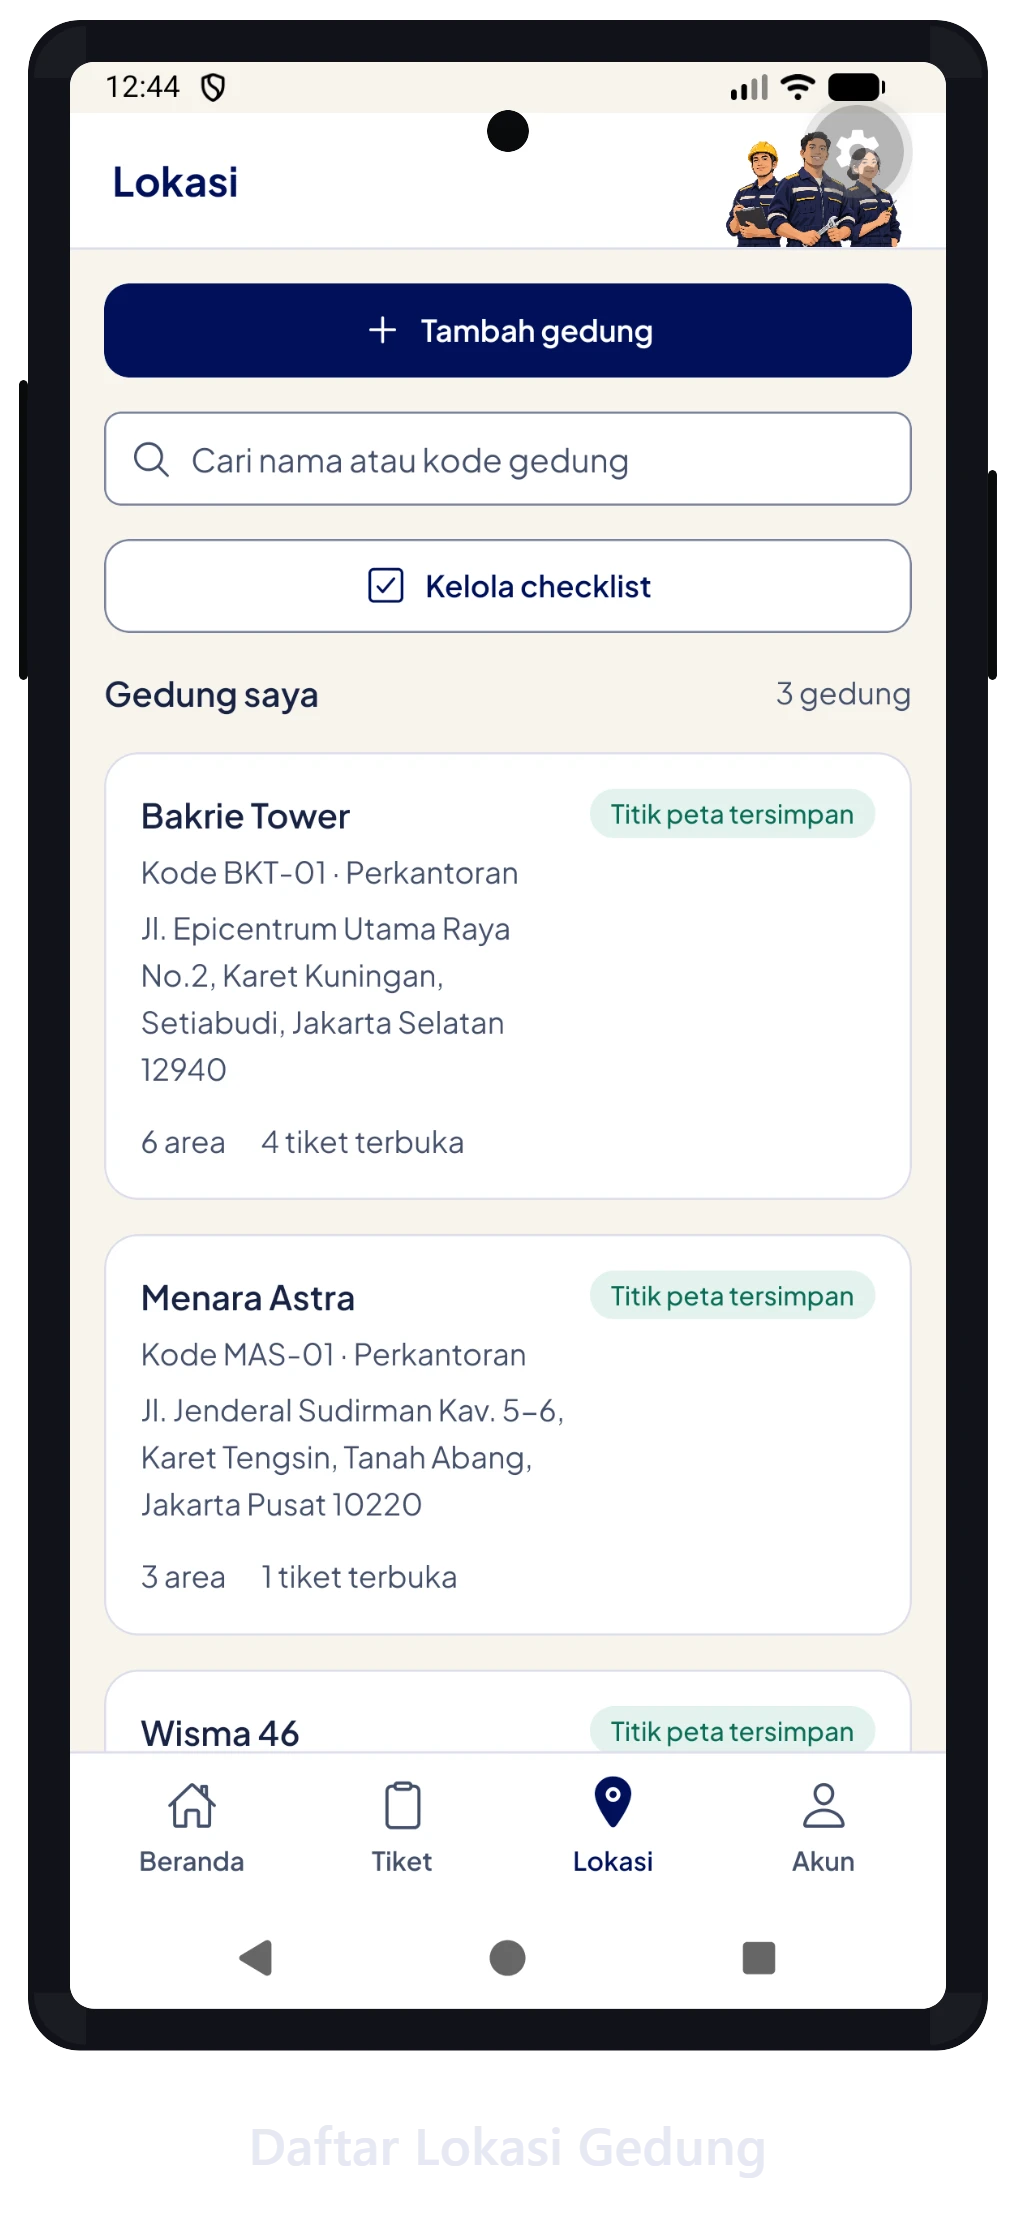 12:44
Lokasi
Tambah gedung
Cari nama atau kode gedung
Kelola checklist
Gedung saya
3 gedung
Bakrie Tower
Titik peta tersimpan
Kode BKT-01 · Perkantoran
Jl. Epicentrum Utama Raya
No.2, Karet Kuningan,
Setiabudi, Jakarta Selatan
12940
6 area 4 tiket terbuka
Menara Astra
Titik peta tersimpan
Kode MAS-01 · Perkantoran
Jl. Jenderal Sudirman Kav. 5–6,
Karet Tengsin, Tanah Abang,
Jakarta Pusat 10220
3 area 1 tiket terbuka
Wisma 46
Titik peta tersimpan
Beranda Tiket Lokasi Akun
Daftar Lokasi Gedung